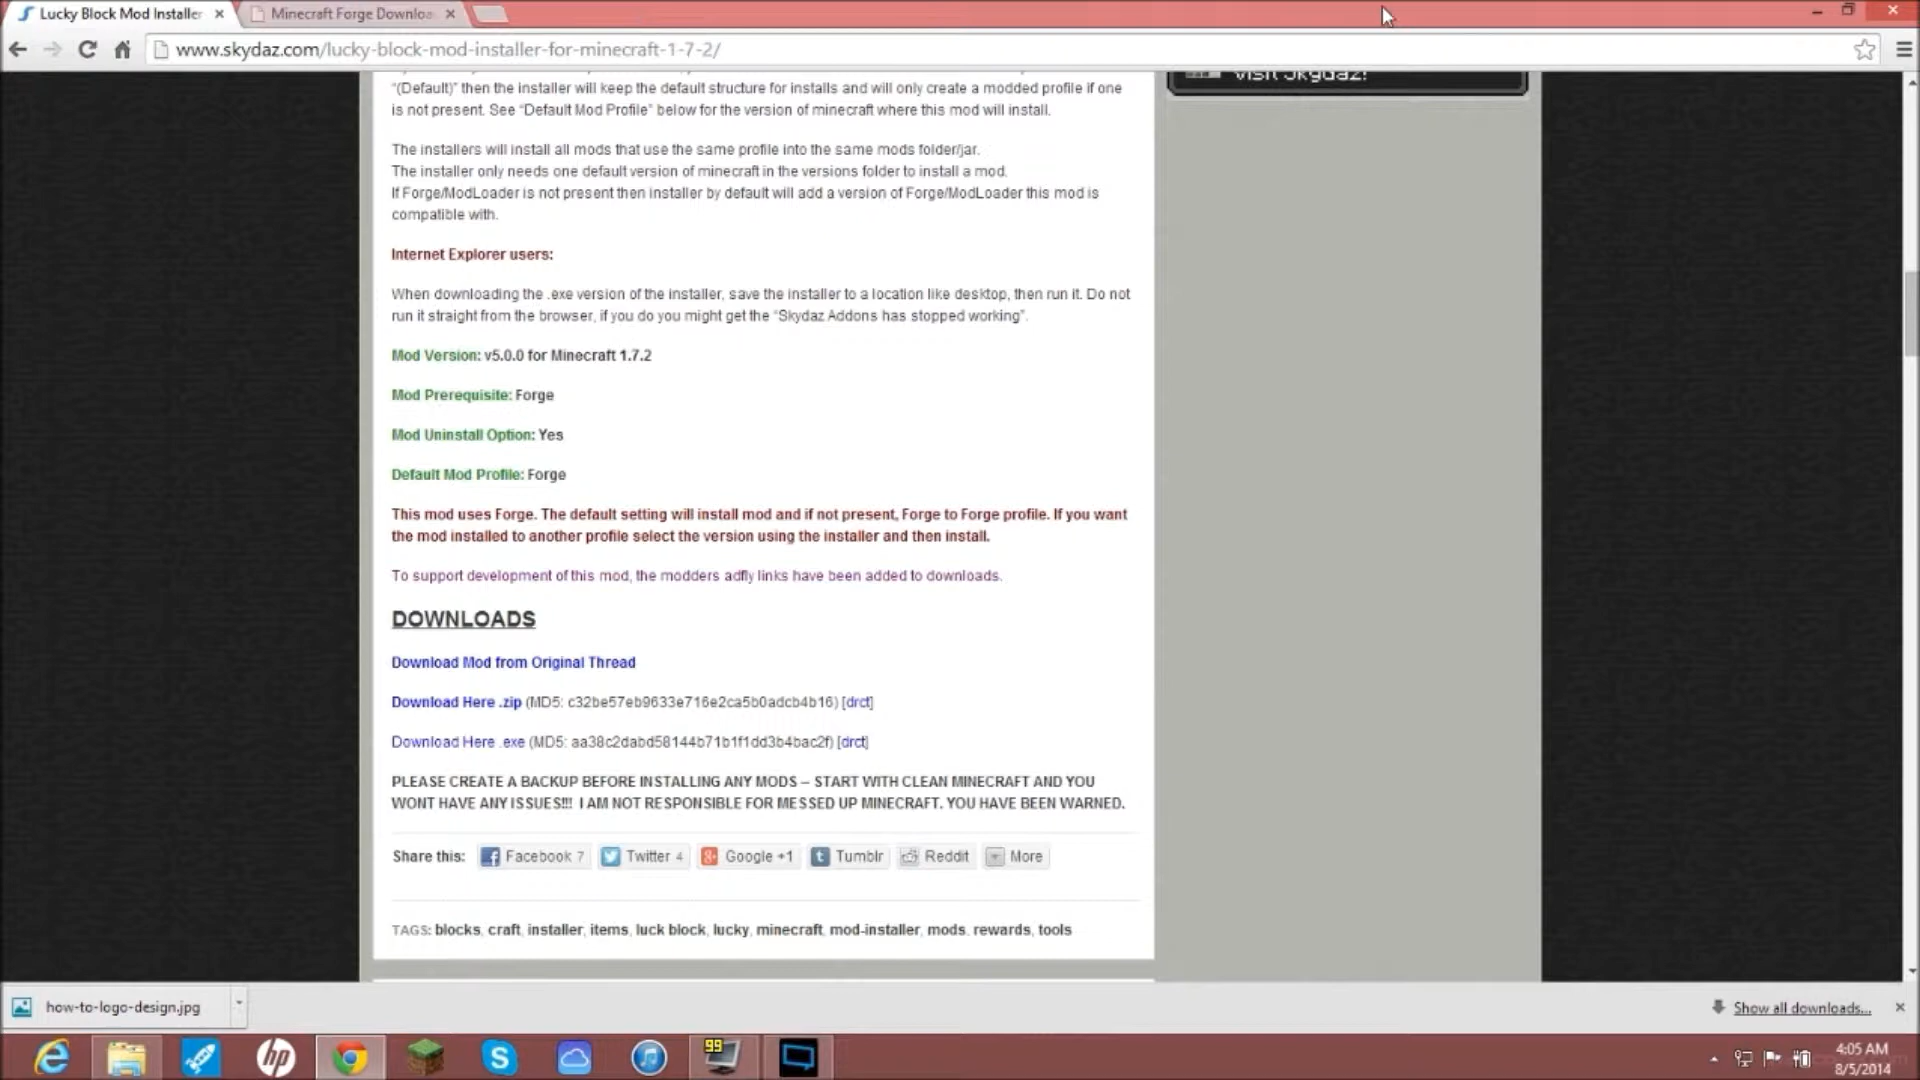 Lucky Block Mod Installer
Minecraft Forge Downloa
www.skydaz.com/lucky-block-mod-installer-for-minecraft-1-7-2/
Visit Skydaz!
"(Default)" then the installer will keep the default structure for installs and will only create a modded profile if one
is not present. See "Default Mod Profile" below for the version of minecraft where this mod will install.
The installers will install all mods that use the same profile into the same mods folder/jar.
The installer only needs one default version of minecraft in the versions folder to install a mod.
If Forge/ModLoader is not present then installer by default will add a version of Forge/ModLoader this mod is
compatible with.
Internet Explorer users:
When downloading the .exe version of the installer, save the installer to a location like desktop, then run it. Do not
run it straight from the browser, if you do you might get the "Skydaz Addons has stopped working".
Mod Version: v5.0.0 for Minecraft 1.7.2
Mod Prerequisite: Forge
Mod Uninstall Option: Yes
Default Mod Profile: Forge
This mod uses Forge. The default setting will install mod and if not present, Forge to Forge profile. If you want
the mod installed to another profile select the version using the installer and then install.
To support development of this mod, the modders adfly links have been added to downloads.
DOWNLOADS
Download Mod from Original Thread
Download Here .zip (MD5: c32be57eb9633e716e2ca5b0adcb4b16) [drct]
Download Here .exe (MD5: aa38c2dabd58144b71b1f1dd3b4bac2f) [drct]
PLEASE CREATE A BACKUP BEFORE INSTALLING ANY MODS – START WITH CLEAN MINECRAFT AND YOU
WONT HAVE ANY ISSUES!!! I AM NOT RESPONSIBLE FOR MESSED UP MINECRAFT. YOU HAVE BEEN WARNED.
Share this: Facebook 7 Twitter 4 Google +1 Tumblr Reddit More
TAGS: blocks, craft, installer, items, luck block, lucky, minecraft, mod-installer, mods, rewards, tools
how-to-logo-design.jpg
Show all downloads...
99
4:05 AM
8/5/2014